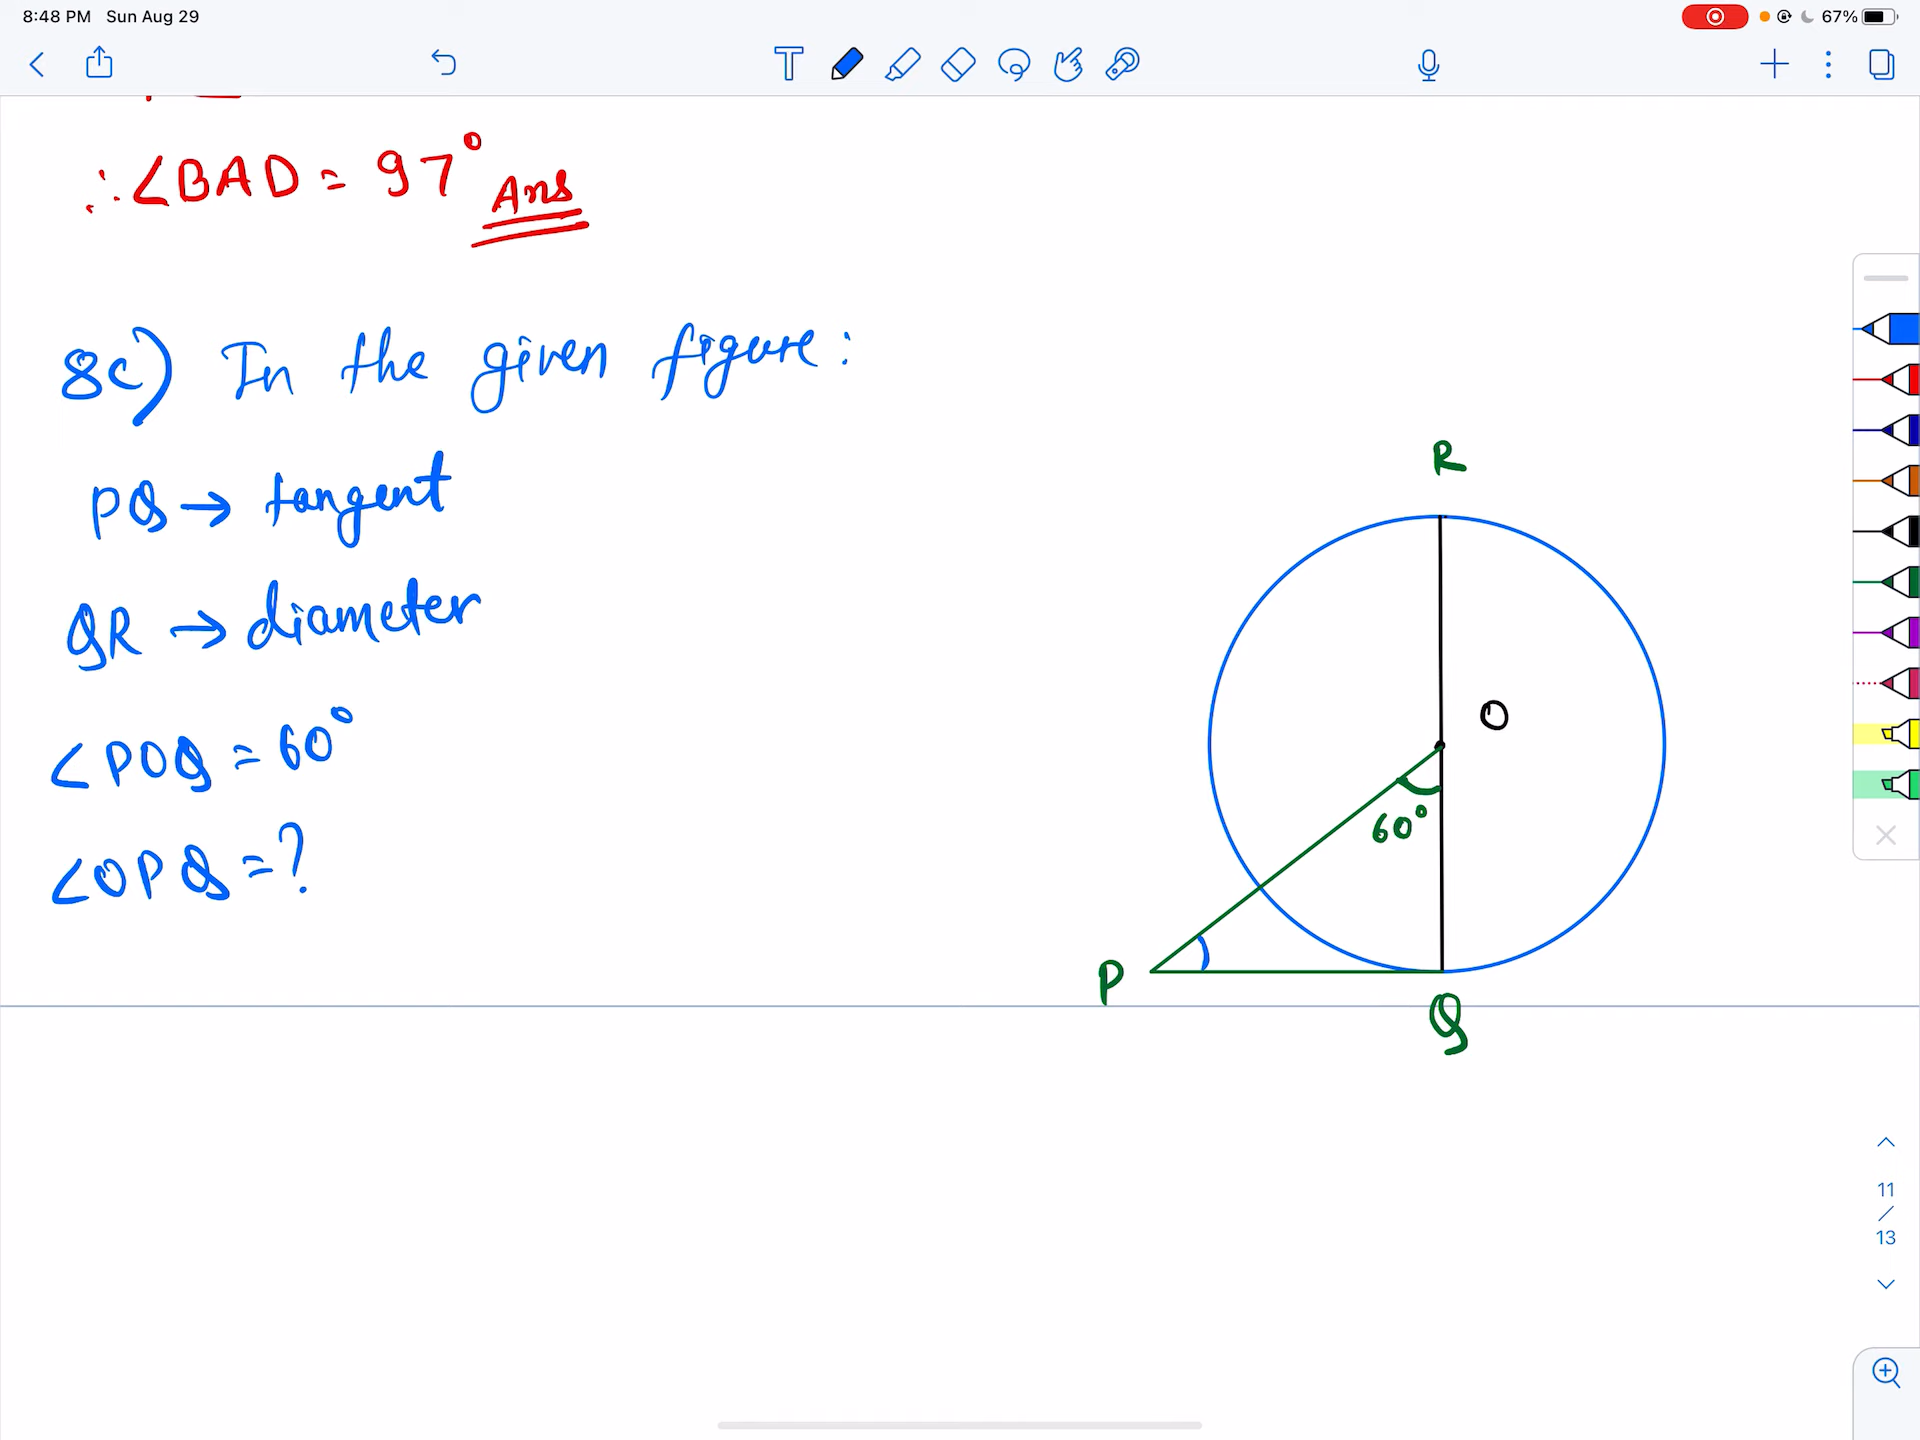 8:48 PM Sun Aug 29
67%
∴ ∠BAD = 97° Ans
8c) In the given figure:
PQ → tangent
QR → diameter
∠POQ = 60°
∠OPQ = ?
R
O
60°
P
Q
11
/
13